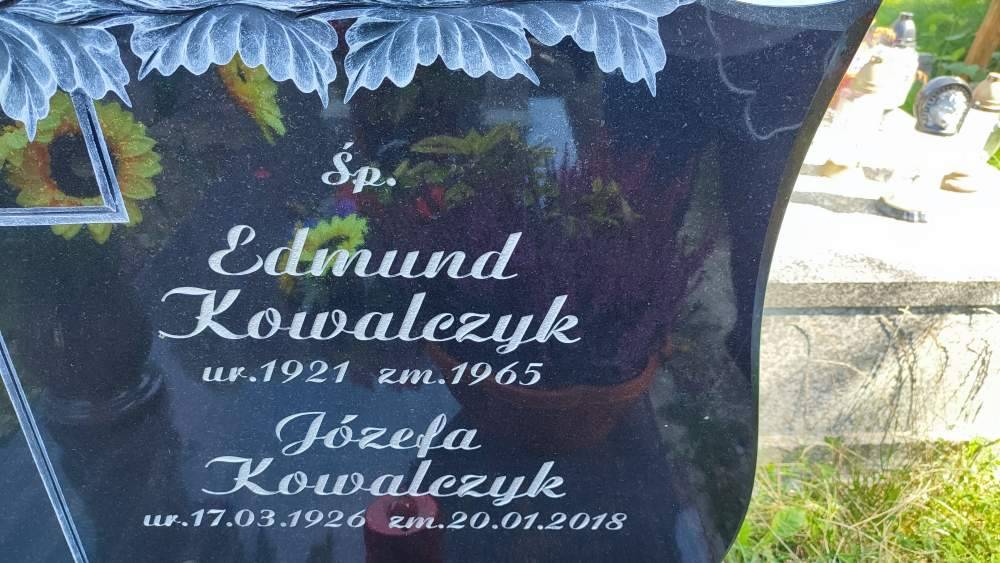 Śp.
Edmund
Kowalczyk
ur.1921 zm.1965
Józefa
Kowalczyk
ur.17.03.1926 zm.20.01.2018